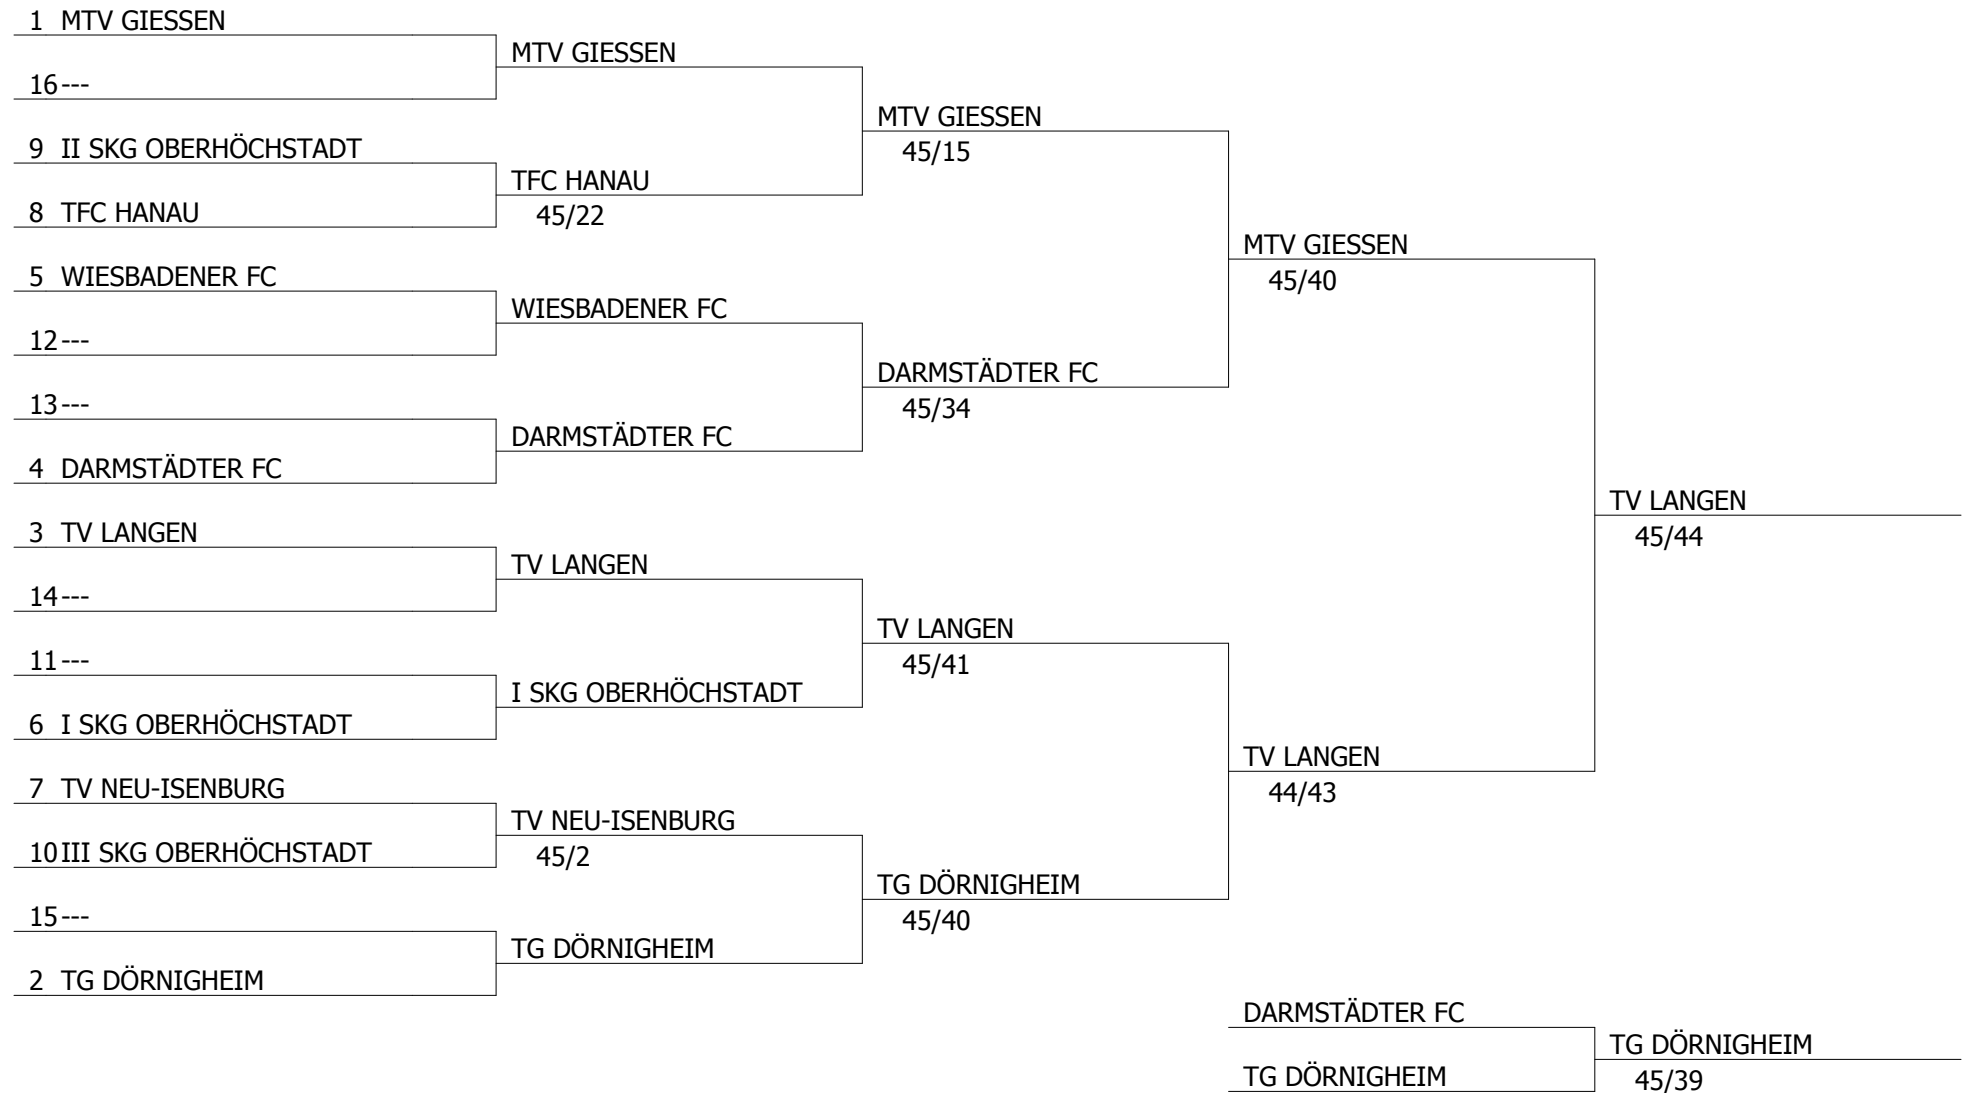 1 MTV GIESSEN
MTV GIESSEN
16 ---
MTV GIESSEN
45/15
9 II SKG OBERHÖCHSTADT
TFC HANAU
45/22
8 TFC HANAU
MTV GIESSEN
45/40
5 WIESBADENER FC
WIESBADENER FC
12 ---
DARMSTÄDTER FC
45/34
13 ---
DARMSTÄDTER FC
4 DARMSTÄDTER FC
TV LANGEN
45/44
3 TV LANGEN
TV LANGEN
14 ---
TV LANGEN
45/41
11 ---
I SKG OBERHÖCHSTADT
6 I SKG OBERHÖCHSTADT
TV LANGEN
44/43
7 TV NEU-ISENBURG
TV NEU-ISENBURG
45/2
10 III SKG OBERHÖCHSTADT
TG DÖRNIGHEIM
45/40
15 ---
TG DÖRNIGHEIM
2 TG DÖRNIGHEIM
DARMSTÄDTER FC
TG DÖRNIGHEIM
45/39
TG DÖRNIGHEIM